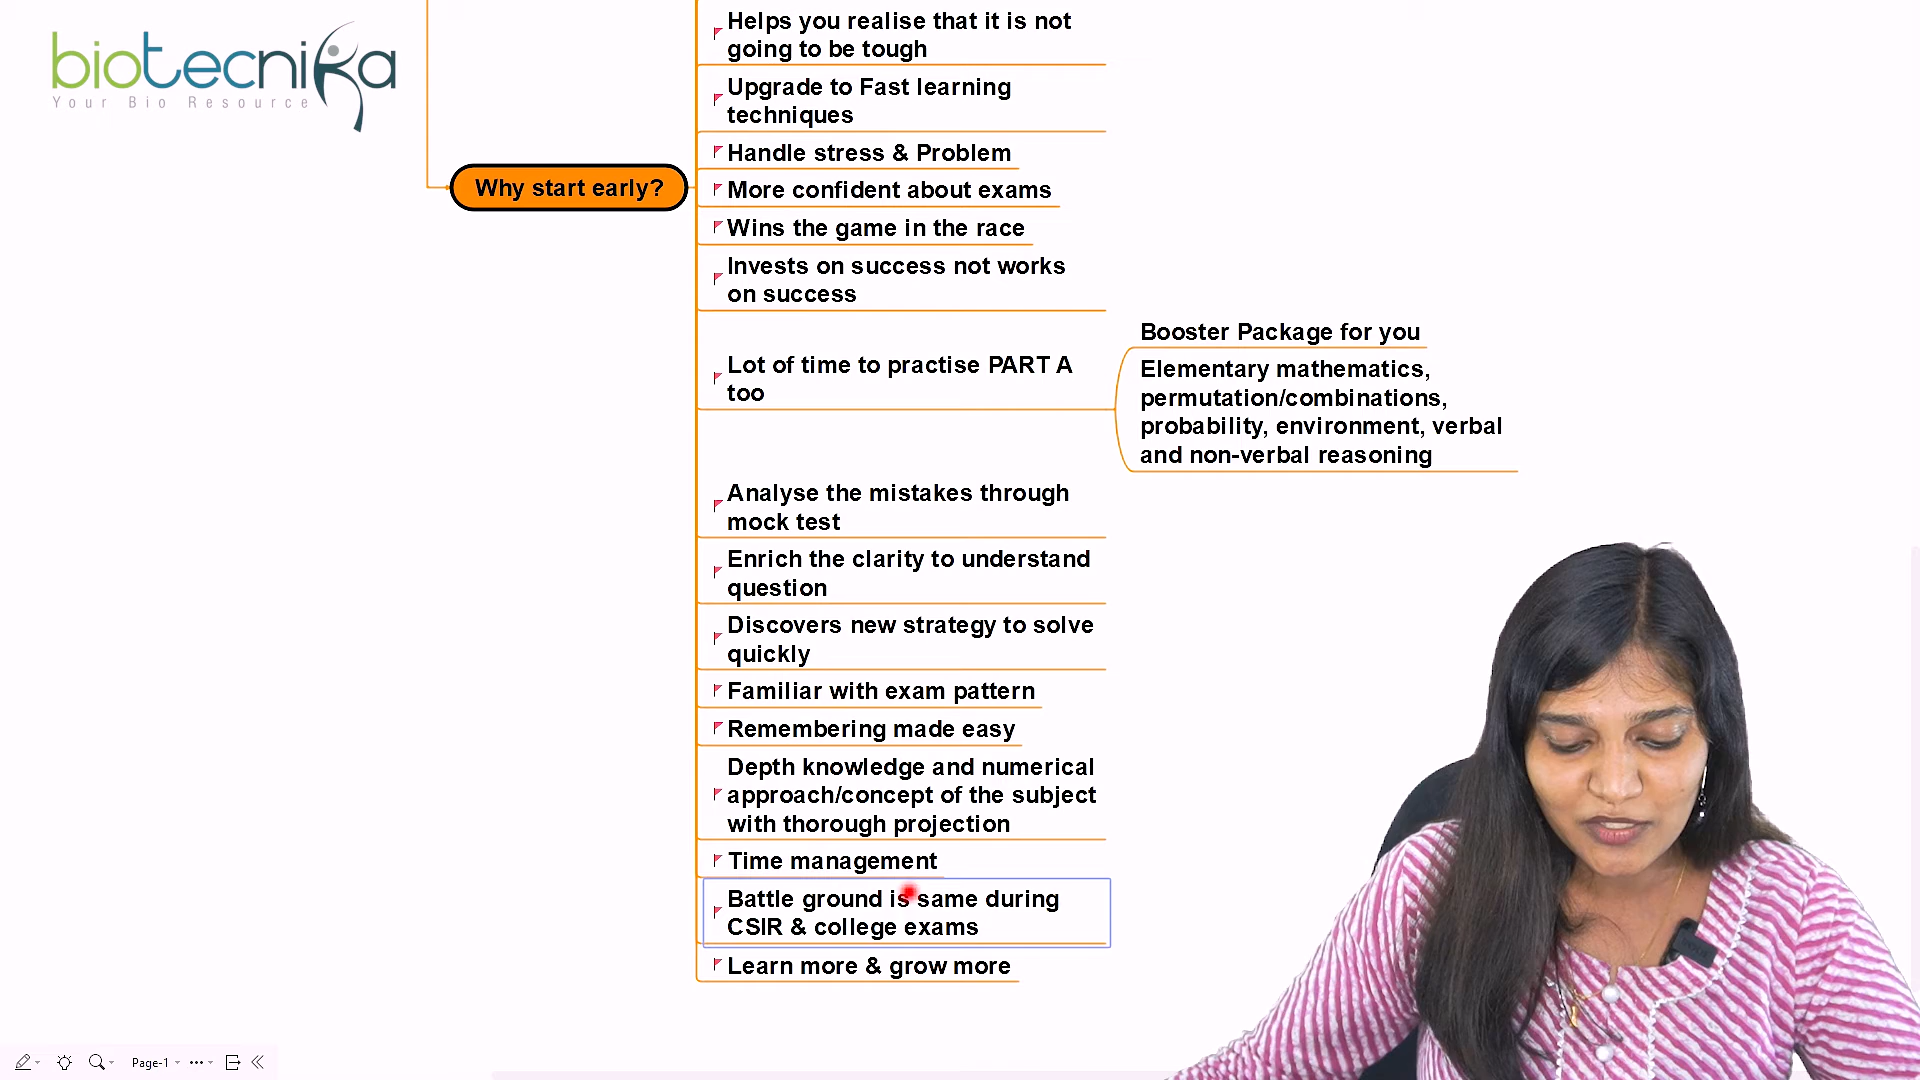 biotecnika
Your Bio Resource
Helps you realise that it is not
going to be tough
Upgrade to Fast learning
techniques
Handle stress & Problem
Why start early?
More confident about exams
Wins the game in the race
Invests on success not works
on success
Booster Package for you
Lot of time to practise PART A
too
Elementary mathematics,
permutation/combinations,
probability, environment, verbal
and non-verbal reasoning
Analyse the mistakes through
mock test
Enrich the clarity to understand
question
Discovers new strategy to solve
quickly
Familiar with exam pattern
Remembering made easy
Depth knowledge and numerical
approach/concept of the subject
with thorough projection
Time management
Battle ground is same during
CSIR & college exams
Learn more & grow more
Page-1